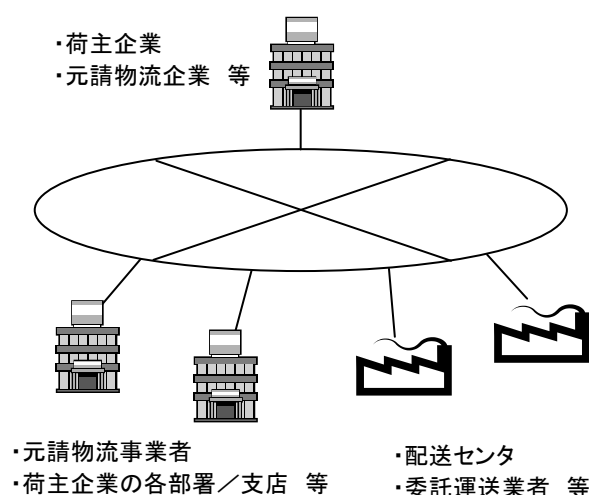 ・荷主企業
・元請物流企業　等
・元請物流事業者
・荷主企業の各部署／支店　等
・配送センタ
・委託運送業者　等